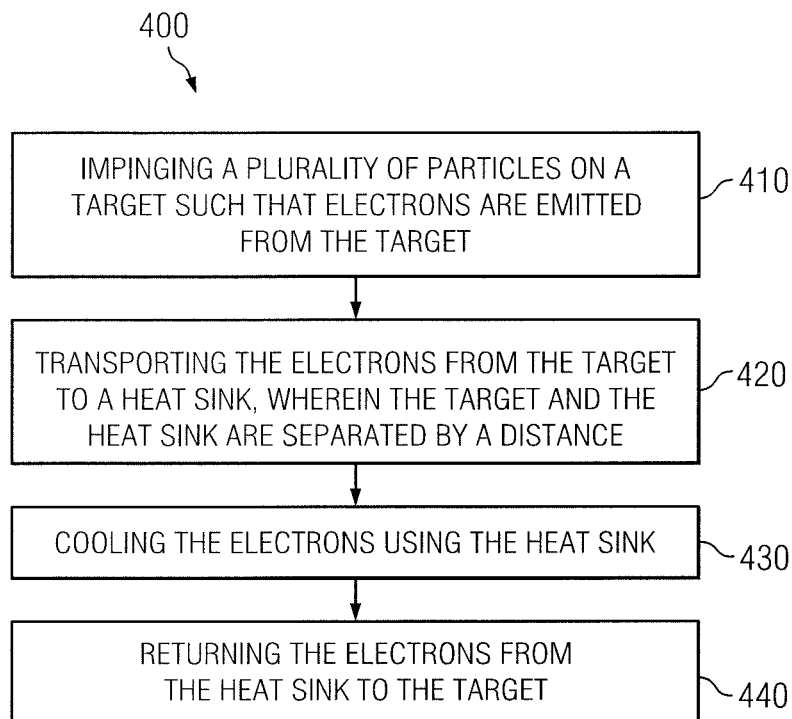 400
IMPINGING A PLURALITY OF PARTICLES ON A
TARGET SUCH THAT ELECTRONS ARE EMITTED
FROM THE TARGET
410
TRANSPORTING THE ELECTRONS FROM THE TARGET
TO A HEAT SINK, WHEREIN THE TARGET AND THE
HEAT SINK ARE SEPARATED BY A DISTANCE
420
COOLING THE ELECTRONS USING THE HEAT SINK
430
RETURNING THE ELECTRONS FROM
THE HEAT SINK TO THE TARGET
440